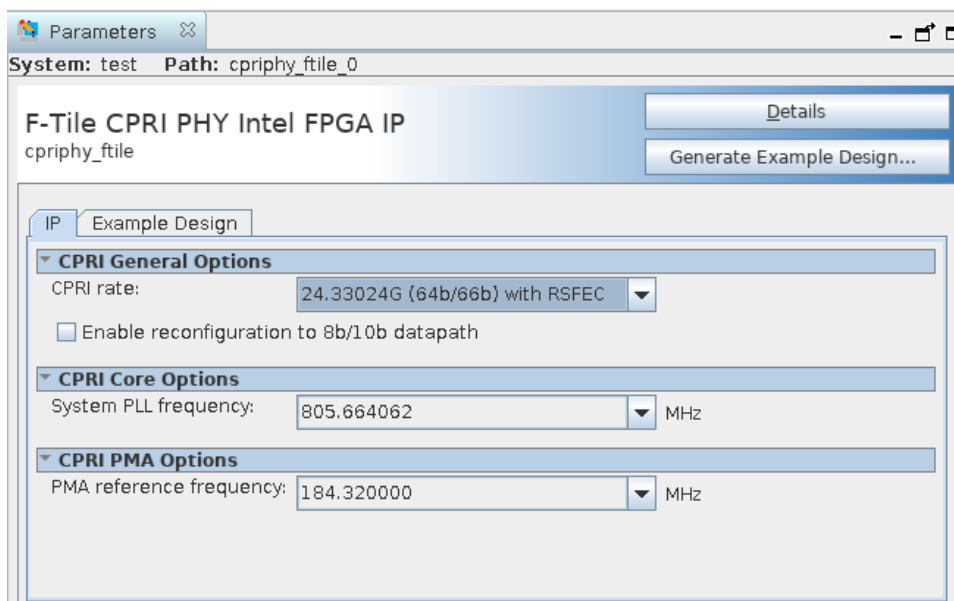 Parameters
System: test Path: cpriphy_ftile_0
F-Tile CPRI PHY Intel FPGA IP
cpriphy_ftile
Details
Generate Example Design...
IP Example Design
CPRI General Options
CPRI rate: 24.33024G (64b/66b) with RSFEC
Enable reconfiguration to 8b/10b datapath
CPRI Core Options
System PLL frequency: 805.664062 MHz
CPRI PMA Options
PMA reference frequency: 184.320000 MHz